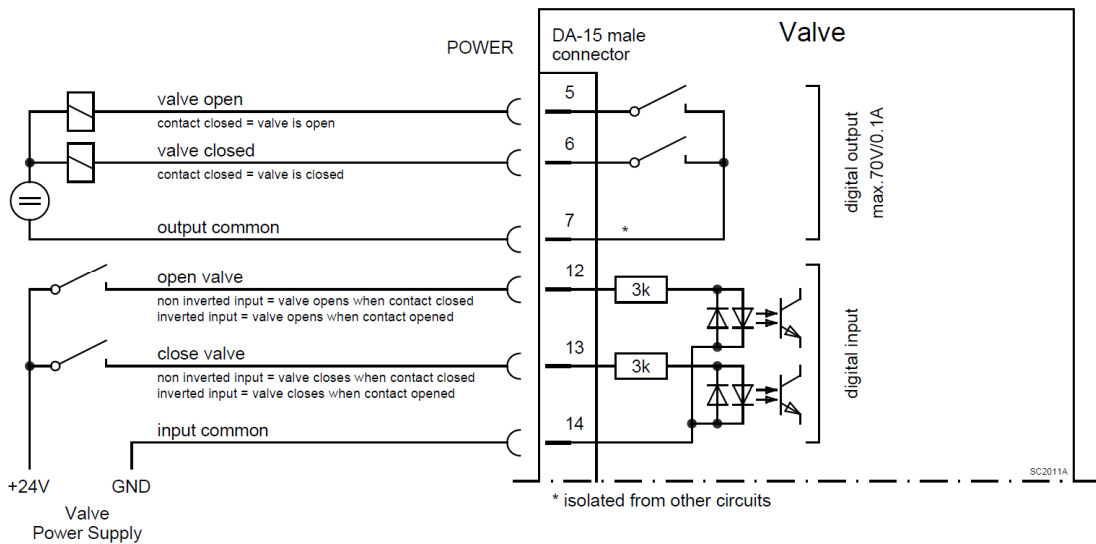 Valve
POWER
DA-15 male
connector
valve open
contact closed = valve is open
5
valve closed
contact closed = valve is closed
6
output common
7
*
digital output
max.70V/0.1A
open valve
non inverted input = valve opens when contact closed
inverted input = valve opens when contact opened
12
3k
close valve
non inverted input = valve closes when contact closed
inverted input = valve closes when contact opened
13
3k
input common
14
digital input
SC2011A
+24V
GND
Valve
Power Supply
* isolated from other circuits